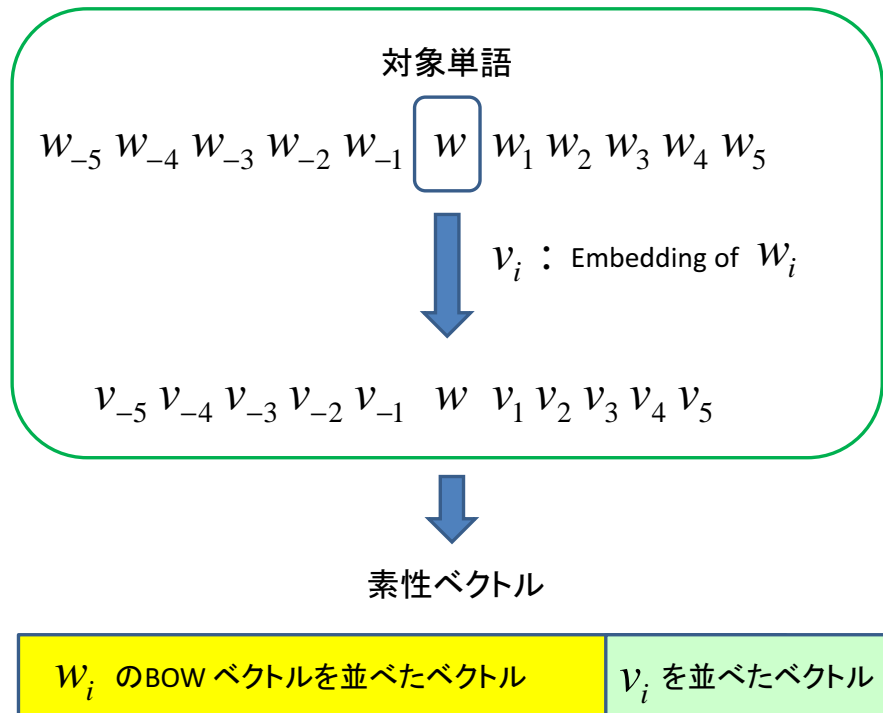 対象単語
w₋₅ w₋₄ w₋₃ w₋₂ w₋₁ w w₁ w₂ w₃ w₄ w₅
vᵢ : Embedding of wᵢ
v₋₅ v₋₄ v₋₃ v₋₂ v₋₁ w v₁ v₂ v₃ v₄ v₅
素性ベクトル
wᵢ のBOW ベクトルを並べたベクトル vᵢ を並べたベクトル